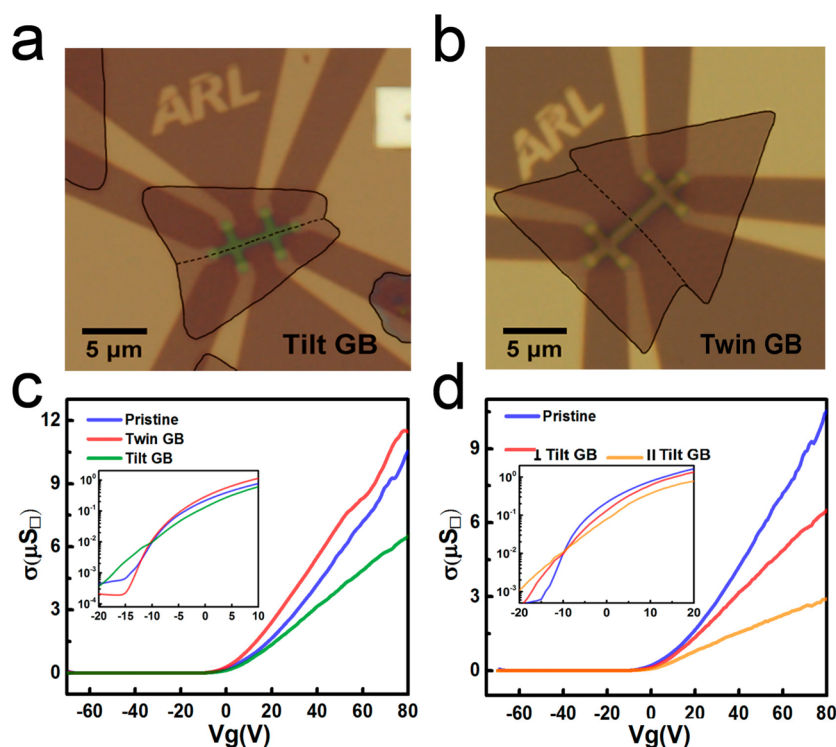 a
b
ARL
ARL
5 μm
Tilt GB
5 μm
Twin GB
c
d
σ(μS□)
12
9
6
3
0
Pristine
Twin GB
Tilt GB
10⁰
10⁻¹
10⁻²
10⁻³
10⁻⁴
-20 -15 -10 -5 0 5 10
-60 -40 -20 0 20 40 60 80
Vg(V)
σ(μS□)
9
6
3
0
Pristine
⊥ Tilt GB
II Tilt GB
10⁰
10⁻¹
10⁻²
10⁻³
-20 -10 0 10 20
-60 -40 -20 0 20 40 60 80
Vg(V)